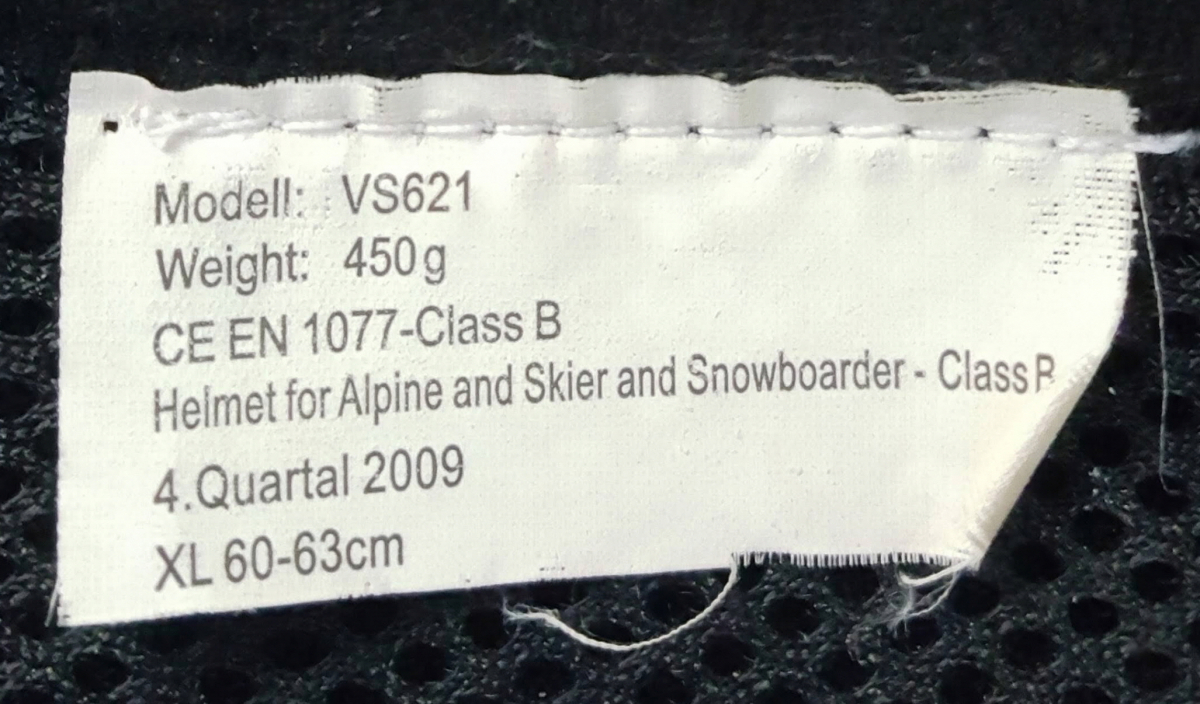 Modell: VS621
Weight: 450g
CE EN 1077-Class B
Helmet for Alpine and Skier and Snowboarder - Class B
4.Quartal 2009
XL 60-63cm